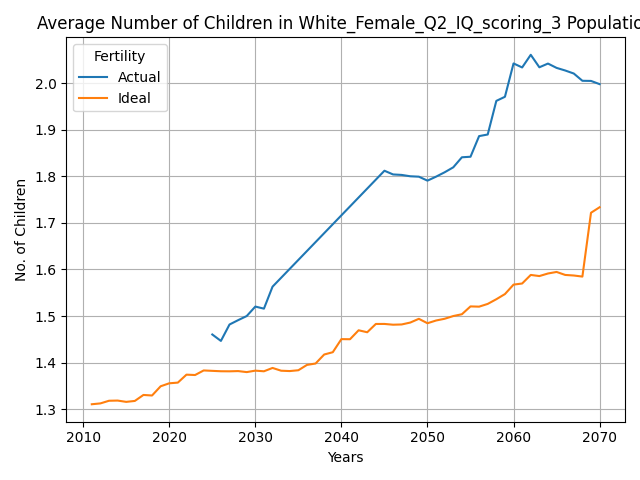 Average Number of Children in White_Female_Q2_IQ_scoring_3 Populatio
Fertility
Actual
Ideal
No. of Children
2.0
1.9
1.8
1.7
1.6
1.5
1.4
1.3
2010 2020 2030 2040 2050 2060 2070
Years